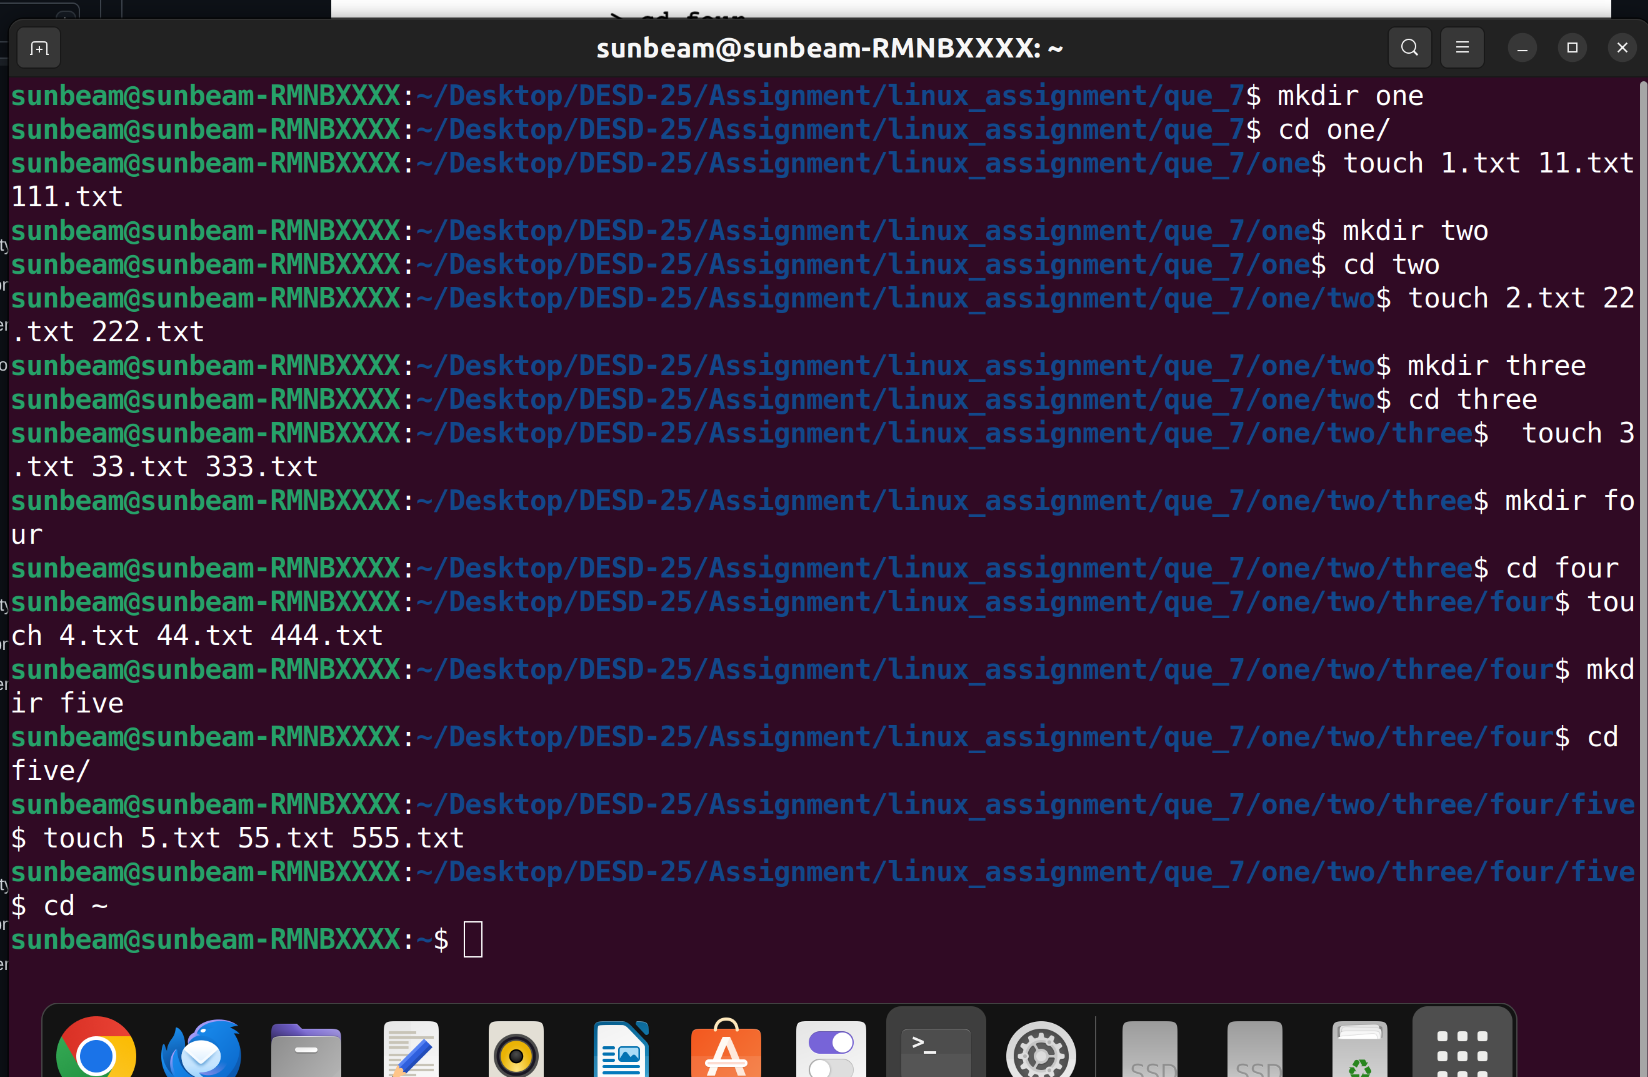 > cd four
sunbeam@sunbeam-RMNBXXXX: ~
sunbeam@sunbeam-RMNBXXXX:~/Desktop/DESD-25/Assignment/linux_assignment/que_7$ mkdir one
sunbeam@sunbeam-RMNBXXXX:~/Desktop/DESD-25/Assignment/linux_assignment/que_7$ cd one/
sunbeam@sunbeam-RMNBXXXX:~/Desktop/DESD-25/Assignment/linux_assignment/que_7/one$ touch 1.txt 11.txt
111.txt
sunbeam@sunbeam-RMNBXXXX:~/Desktop/DESD-25/Assignment/linux_assignment/que_7/one$ mkdir two
sunbeam@sunbeam-RMNBXXXX:~/Desktop/DESD-25/Assignment/linux_assignment/que_7/one$ cd two
sunbeam@sunbeam-RMNBXXXX:~/Desktop/DESD-25/Assignment/linux_assignment/que_7/one/two$ touch 2.txt 22
.txt 222.txt
sunbeam@sunbeam-RMNBXXXX:~/Desktop/DESD-25/Assignment/linux_assignment/que_7/one/two$ mkdir three
sunbeam@sunbeam-RMNBXXXX:~/Desktop/DESD-25/Assignment/linux_assignment/que_7/one/two$ cd three
sunbeam@sunbeam-RMNBXXXX:~/Desktop/DESD-25/Assignment/linux_assignment/que_7/one/two/three$  touch 3
.txt 33.txt 333.txt
sunbeam@sunbeam-RMNBXXXX:~/Desktop/DESD-25/Assignment/linux_assignment/que_7/one/two/three$ mkdir fo
ur
sunbeam@sunbeam-RMNBXXXX:~/Desktop/DESD-25/Assignment/linux_assignment/que_7/one/two/three$ cd four
sunbeam@sunbeam-RMNBXXXX:~/Desktop/DESD-25/Assignment/linux_assignment/que_7/one/two/three/four$ tou
ch 4.txt 44.txt 444.txt
sunbeam@sunbeam-RMNBXXXX:~/Desktop/DESD-25/Assignment/linux_assignment/que_7/one/two/three/four$ mkd
ir five
sunbeam@sunbeam-RMNBXXXX:~/Desktop/DESD-25/Assignment/linux_assignment/que_7/one/two/three/four$ cd
five/
sunbeam@sunbeam-RMNBXXXX:~/Desktop/DESD-25/Assignment/linux_assignment/que_7/one/two/three/four/five
$ touch 5.txt 55.txt 555.txt
sunbeam@sunbeam-RMNBXXXX:~/Desktop/DESD-25/Assignment/linux_assignment/que_7/one/two/three/four/five
$ cd ~
sunbeam@sunbeam-RMNBXXXX:~$
>_
SSD SSD